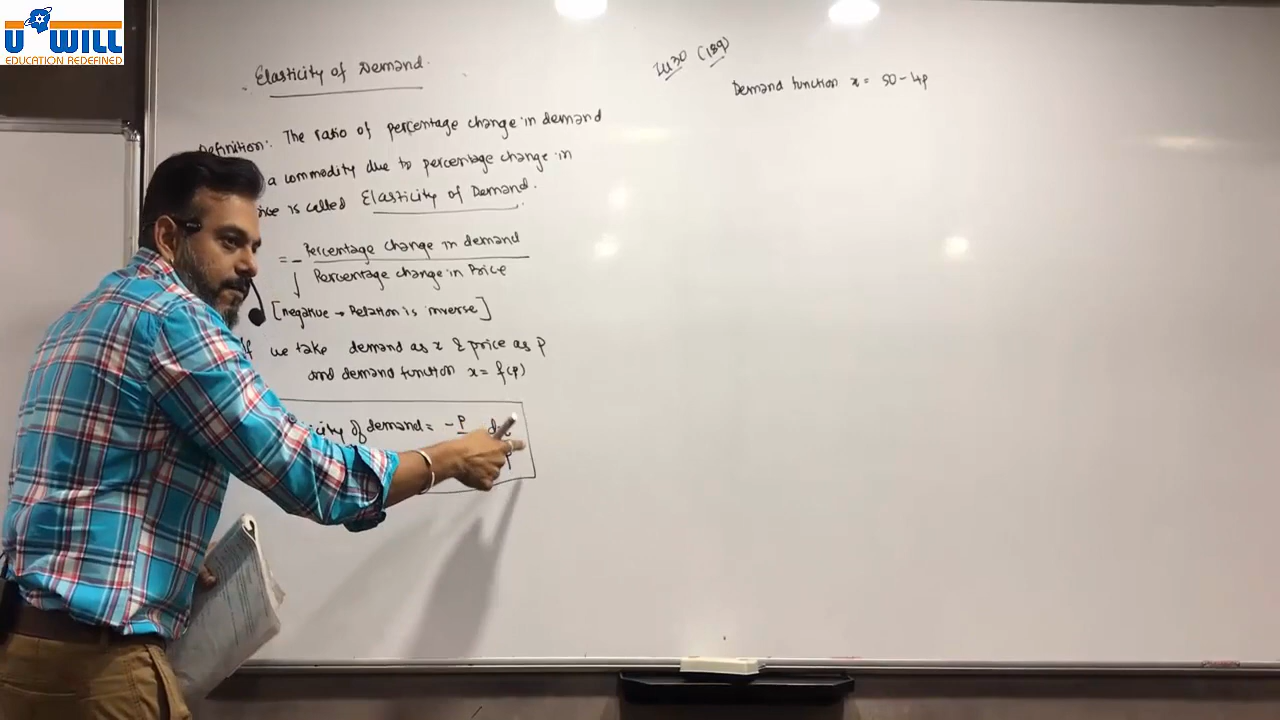 U WILL
EDUCATION REDEFINED
Elasticity of Demand.
Definition:. The ratio of percentage change in demand
a commodity due to percentage change in
is called Elasticity of Demand.
= - Percentage change in demand
Percentage change in Price
[negative → Relation is inverse]
we take demand as x & price as P
and demand function x = f(p)
of demand = - P
Demand function x = 50 - 4p